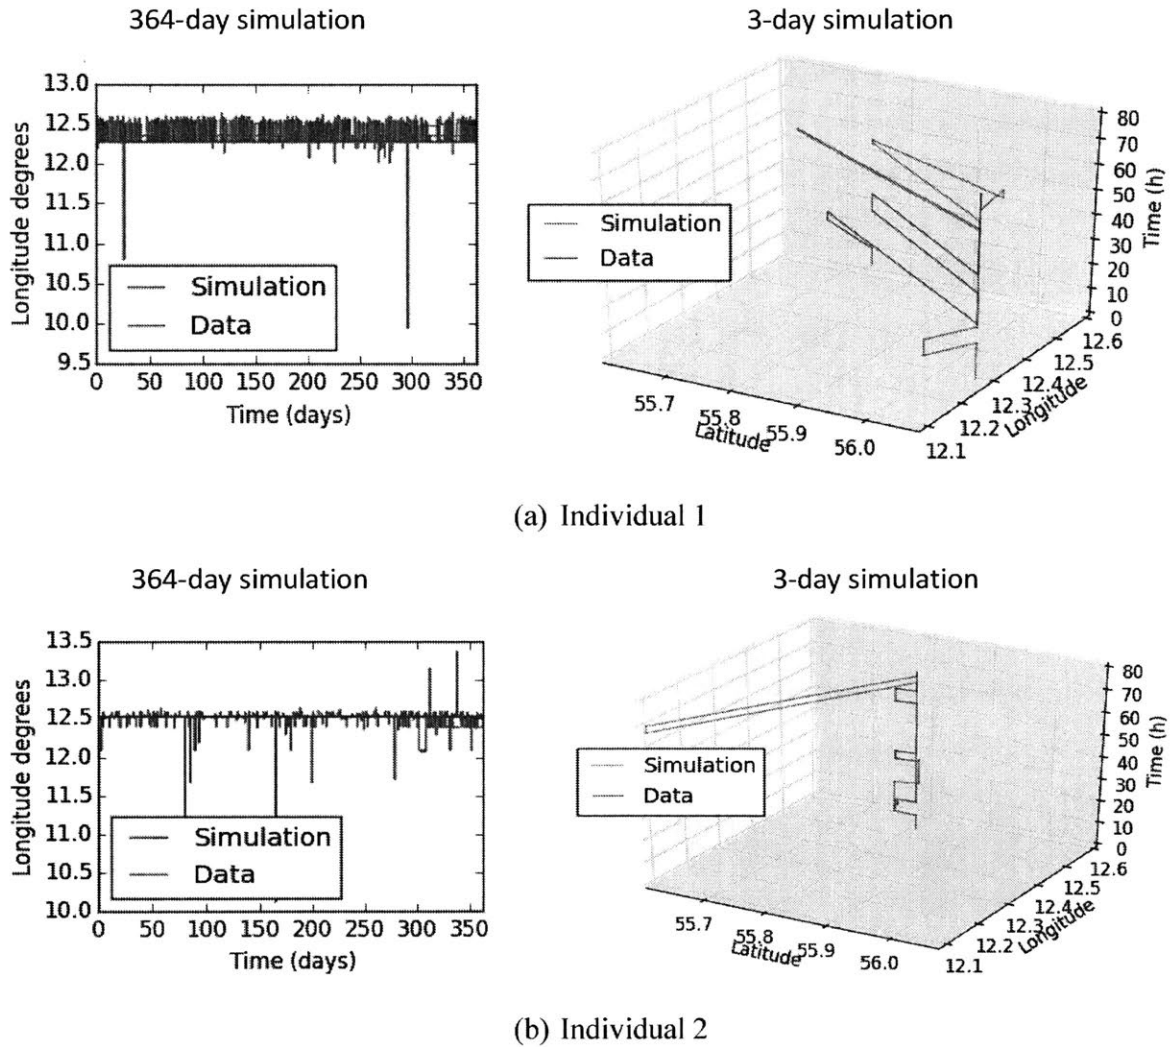 364-day simulation
3-day simulation
13.0
12.5
12.0
11.5
11.0
10.5
10.0
9.5
Longitude degrees
Simulation
Data
0 50 100 150 200 250 300 350
Time (days)
Simulation
Data
80
70
60
50
40
30
20
10
0
Time (h)
55.7 55.8 55.9 56.0
Latitude
12.1 12.2 12.3 12.4 12.5 12.6
Longitude
(a) Individual 1
364-day simulation
3-day simulation
13.5
13.0
12.5
12.0
11.5
11.0
10.5
10.0
Longitude degrees
Simulation
Data
0 50 100 150 200 250 300 350
Time (days)
Simulation
Data
80
70
60
50
40
30
20
10
0
Time (h)
55.7 55.8 55.9 56.0
Latitude
12.1 12.2 12.3 12.4 12.5 12.6
Longitude
(b) Individual 2